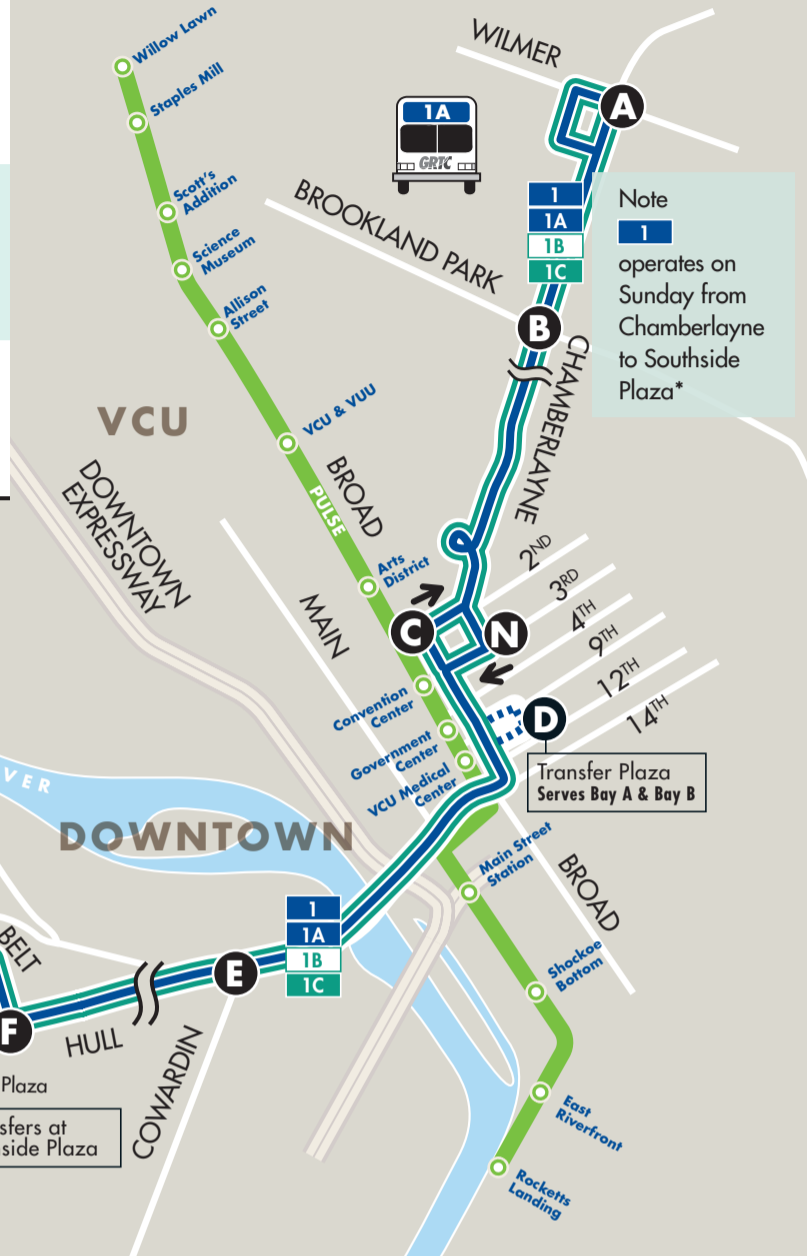 Willow Lawn
Staples Mill
Scott's
Addition
Science
Museum
Allison
Street
VCU & VUU
VCU
WILMER
A
1A
GRTC
BROOKLAND PARK
1
1A
1B
1C
Note
1
operates on
Sunday from
Chamberlayne
to Southside
Plaza*
B
CHAMBERLAYNE
DOWNTOWN
EXPRESSWAY
BROAD
PULSE
MAIN
Arts
District
2ND
3RD
4TH
9TH
12TH
14TH
C
N
D
Convention
Center
Government
Center
VCU Medical
Center
Transfer Plaza
Serves Bay A & Bay B
VER
DOWNTOWN
Main Street
Station
BROAD
1
1A
1B
1C
Shockoe
Bottom
BELT
E
F
HULL
COWARDIN
Plaza
sfers at
side Plaza
East
Riverfront
Rocketts
Landing